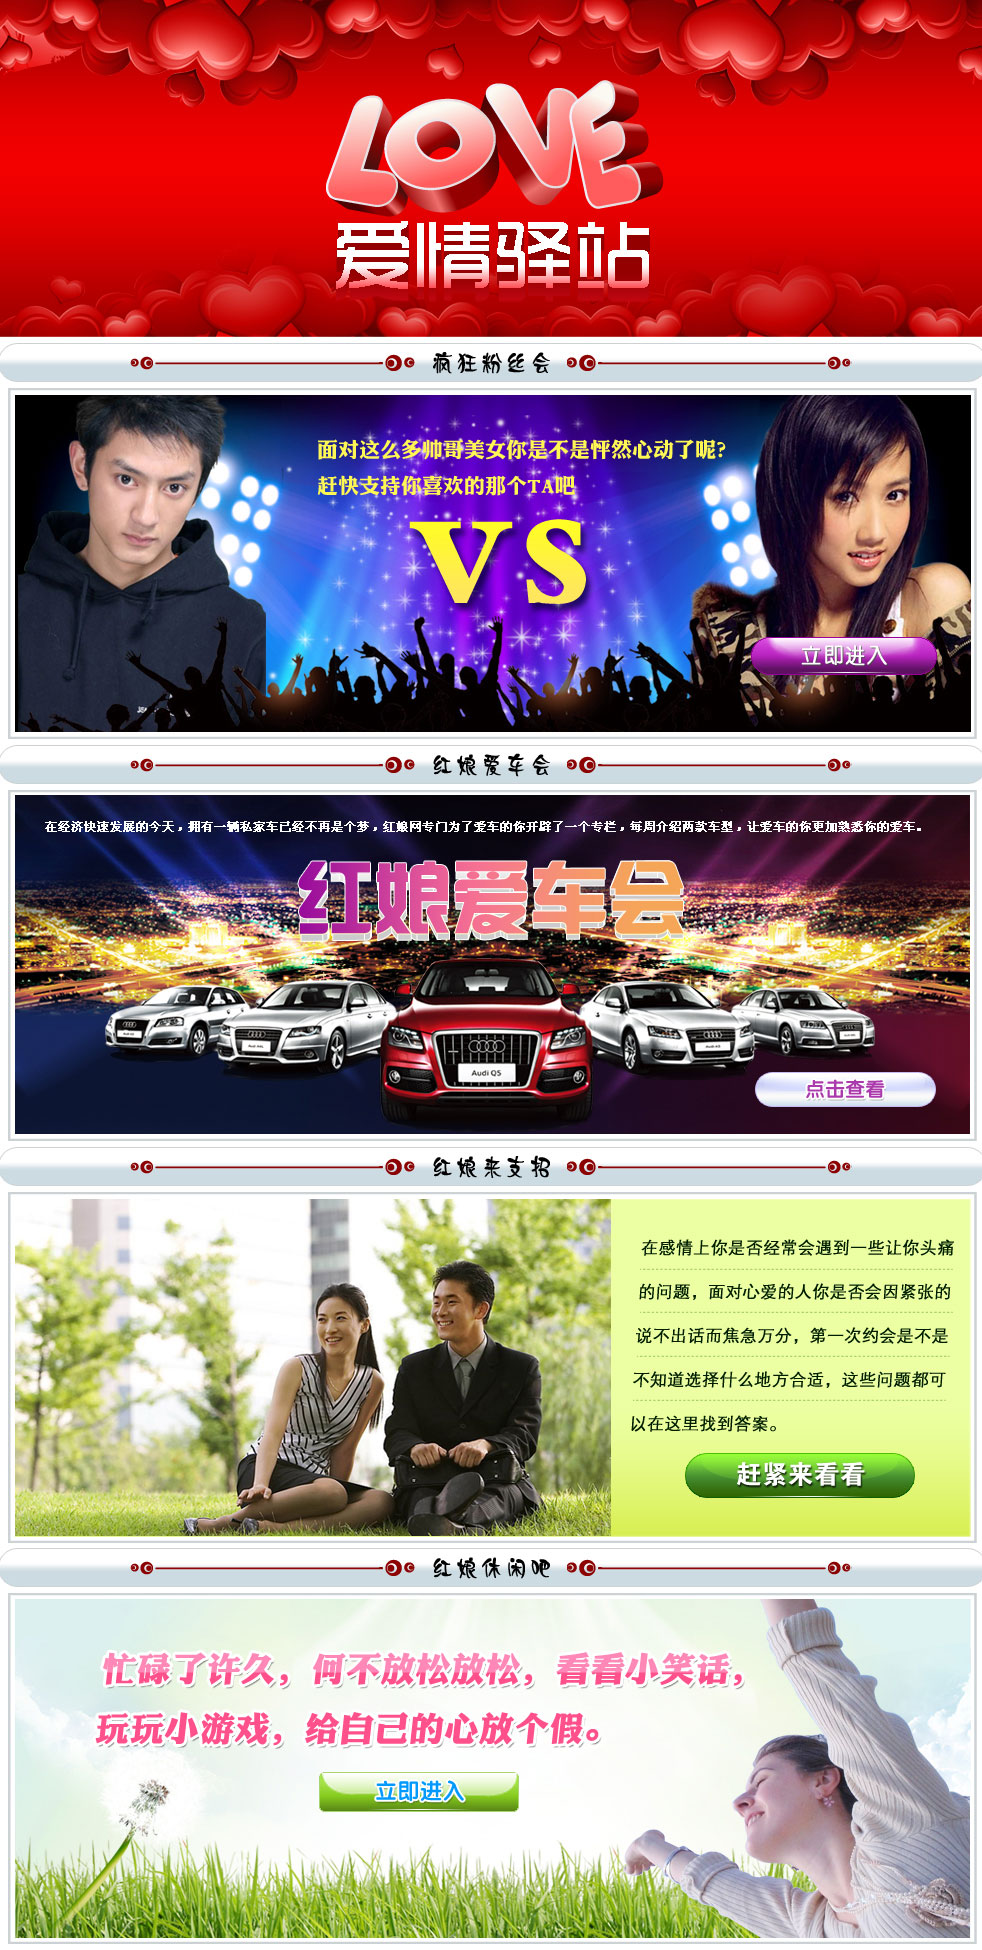 LOVE
爱情驿站
疯狂粉丝会
面对这么多帅哥美女你是不是怦然心动了呢?
赶快支持你喜欢的那个TA吧
VS
立即进入
红娘爱车会
在经济快速发展的今天，拥有一辆私家车已经不再是个梦，红娘网专门为了爱车的你开辟了一个专栏，每周介绍两款车型，让爱车的你更加熟悉你的爱车。
红娘爱车会
Audi Q5
点击查看
红娘来支招
在感情上你是否经常会遇到一些让你头痛
的问题，面对心爱的人你是否会因紧张的
说不出话而焦急万分，第一次约会是不是
不知道选择什么地方合适，这些问题都可
以在这里找到答案。
赶紧来看看
红娘休闲吧
忙碌了许久，何不放松放松，看看小笑话，
玩玩小游戏，给自己的心放个假。
立即进入